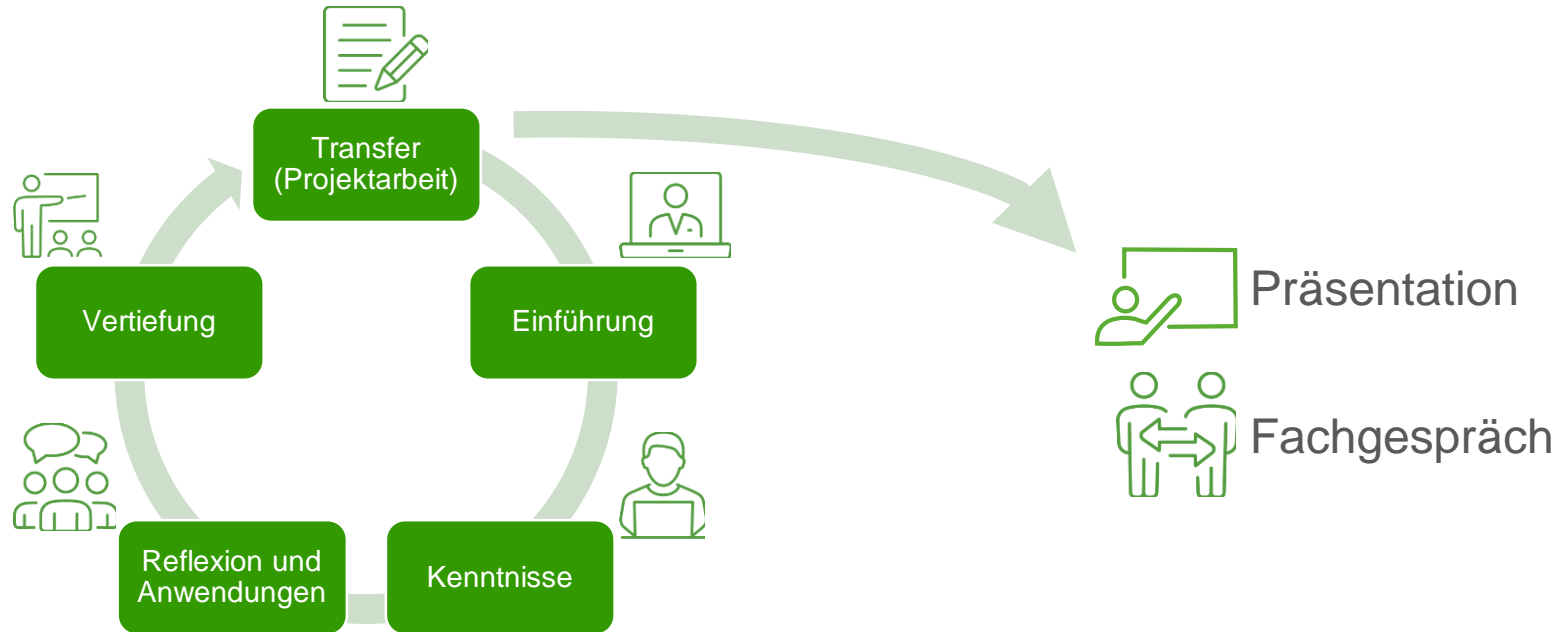 Transfer
(Projektarbeit)
Einführung
Kenntnisse
Reflexion und
Anwendungen
Vertiefung
Präsentation
Fachgespräch